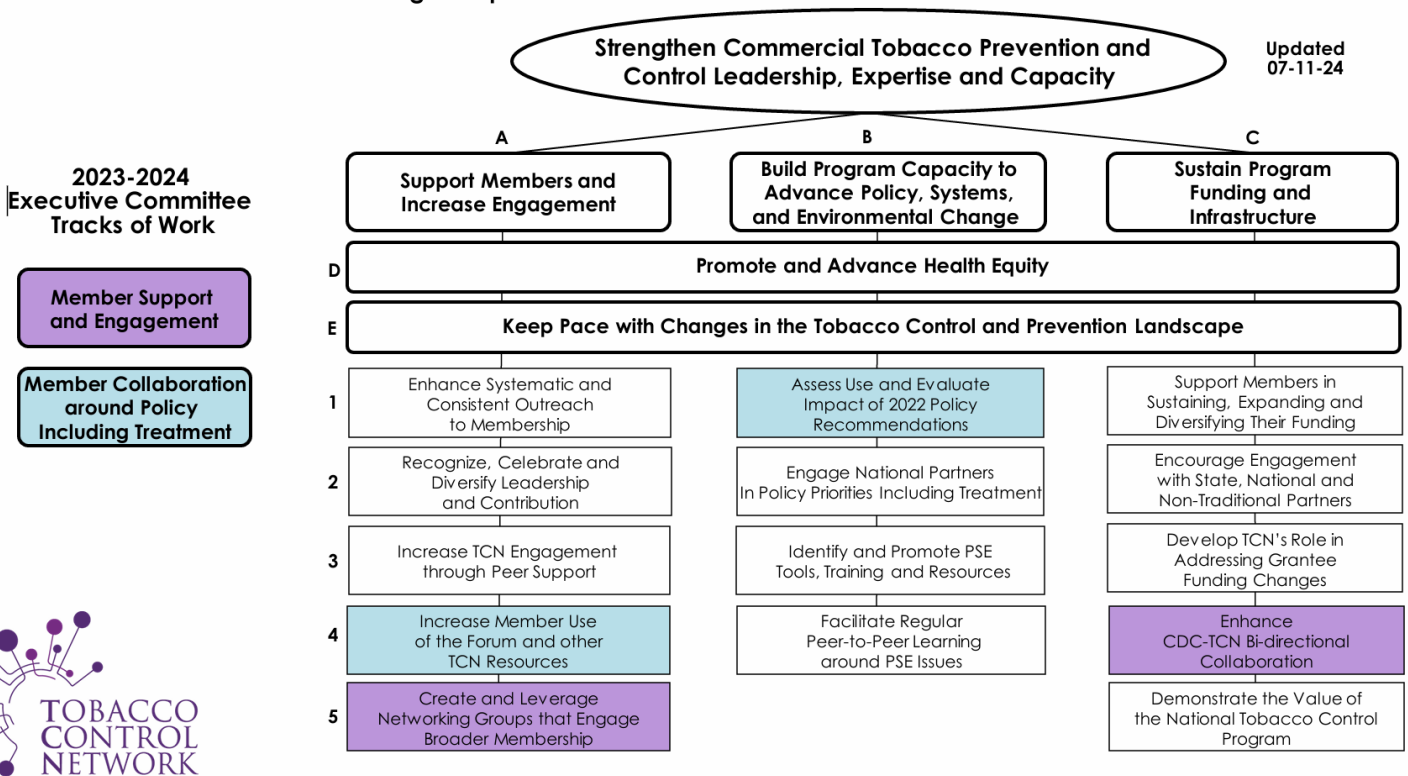 Strengthen Commercial Tobacco Prevention and
Control Leadership, Expertise and Capacity
Updated
07-11-24
2023-2024
Executive Committee
Tracks of Work
Member Support
and Engagement
Member Collaboration
around Policy
Including Treatment
A
Support Members and
Increase Engagement
B
Build Program Capacity to
Advance Policy, Systems,
and Environmental Change
C
Sustain Program
Funding and
Infrastructure
D
Promote and Advance Health Equity
E
Keep Pace with Changes in the Tobacco Control and Prevention Landscape
1
Enhance Systematic and
Consistent Outreach
to Membership
Assess Use and Evaluate
Impact of 2022 Policy
Recommendations
Support Members in
Sustaining, Expanding and
Diversifying Their Funding
2
Recognize, Celebrate and
Diversify Leadership
and Contribution
Engage National Partners
In Policy Priorities Including Treatment
Encourage Engagement
with State, National and
Non-Traditional Partners
3
Increase TCN Engagement
through Peer Support
Identify and Promote PSE
Tools, Training and Resources
Develop TCN's Role in
Addressing Grantee
Funding Changes
4
Increase Member Use
of the Forum and other
TCN Resources
Facilitate Regular
Peer-to-Peer Learning
around PSE Issues
Enhance
CDC-TCN Bi-directional
Collaboration
5
Create and Leverage
Networking Groups that Engage
Broader Membership
Demonstrate the Value of
the National Tobacco Control
Program
TOBACCO
CONTROL
NETWORK